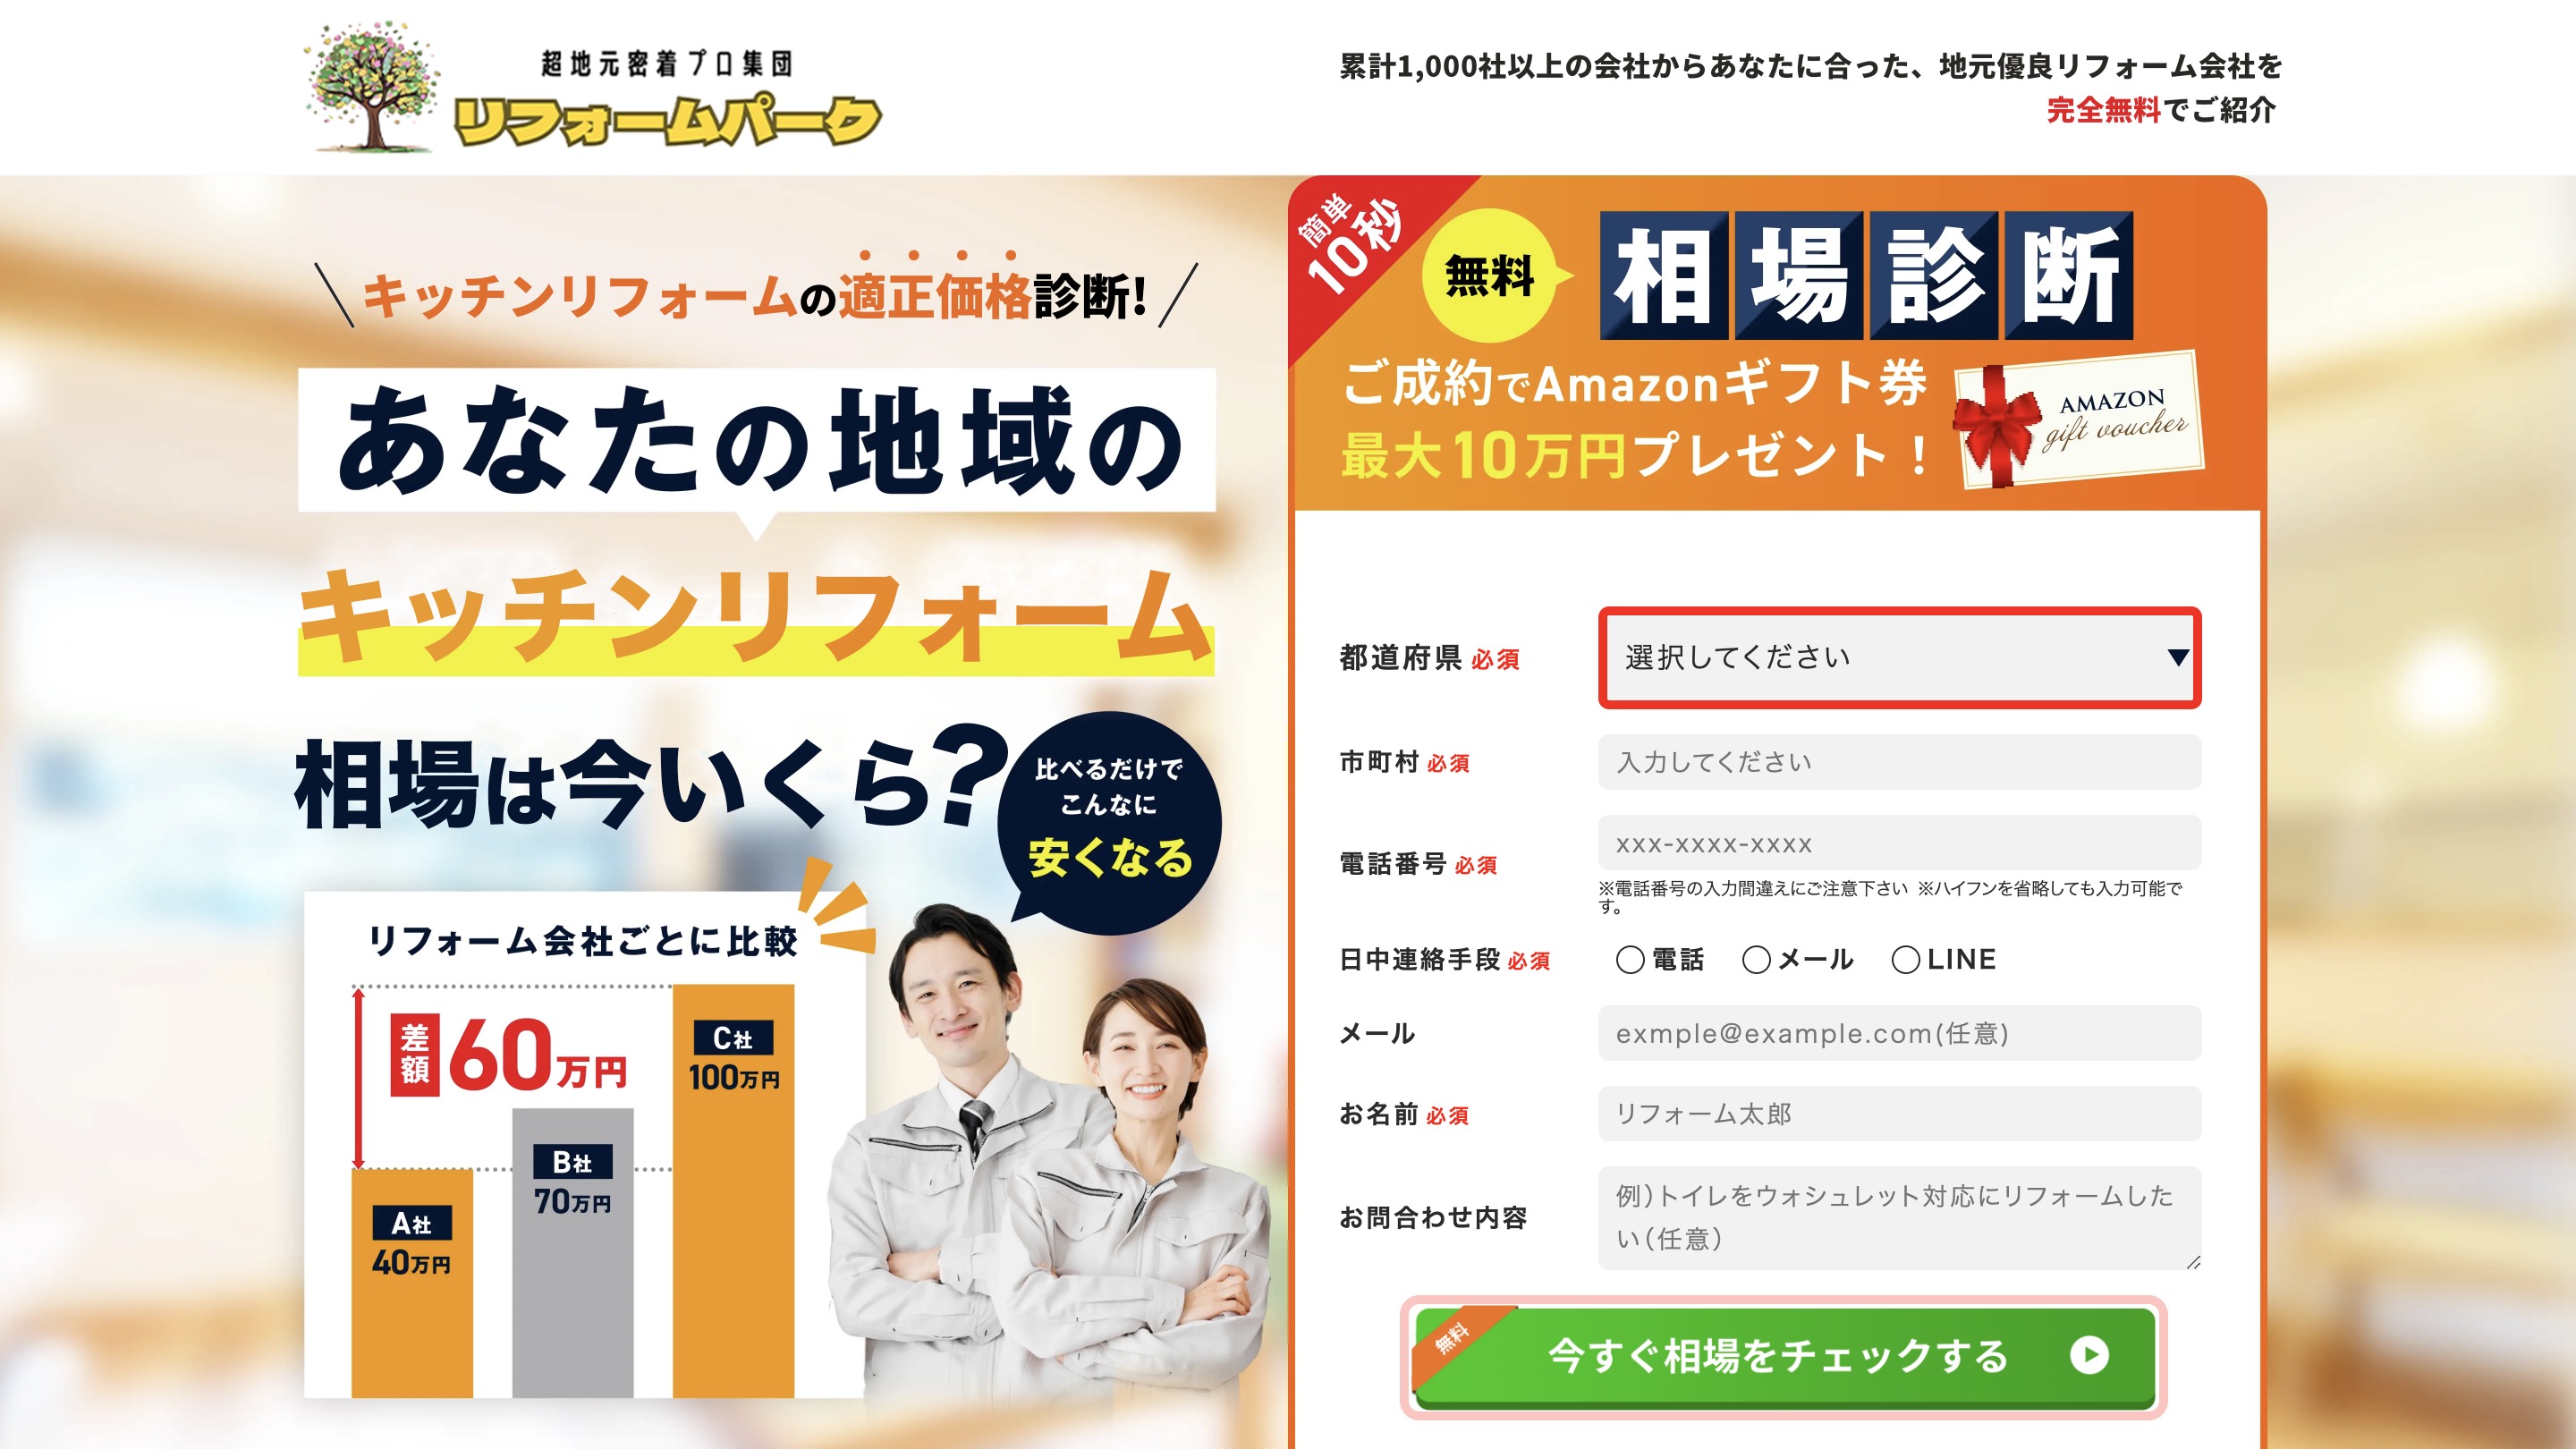 超地元密着プロ集団
リフォームパーク
累計1,000社以上の会社からあなたに合った、地元優良リフォーム会社を
完全無料でご紹介
キッチンリフォームの適正価格診断!
あなたの地域の
キッチンリフォーム
相場は今いくら?
比べるだけで
こんなに
安くなる
リフォーム会社ごとに比較
差額
60万円
A社
40万円
B社
70万円
C社
100万円
簡単
10秒
無料
相場診断
ご成約でAmazonギフト券
最大10万円プレゼント!
AMAZON
gift voucher
都道府県 必須
選択してください
市町村 必須
入力してください
電話番号 必須
xxx-xxxx-xxxx
※電話番号の入力間違えにご注意下さい ※ハイフンを省略しても入力可能で
す。
日中連絡手段 必須
電話 メール LINE
メール
exmple@example.com(任意)
お名前 必須
リフォーム太郎
お問合わせ内容
例)トイレをウォシュレット対応にリフォームした
い(任意)
無料
今すぐ相場をチェックする